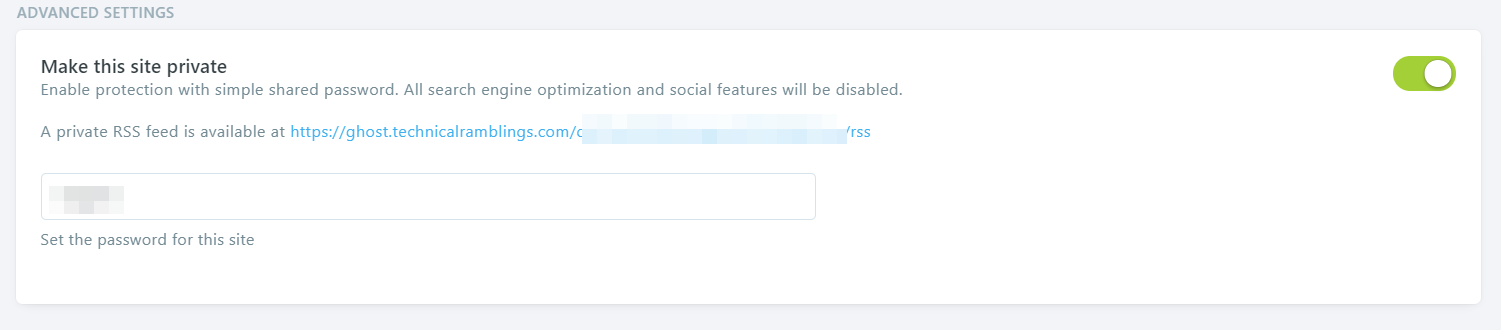 ADVANCED SETTINGS
Make this site private
Enable protection with simple shared password. All search engine optimization and social features will be disabled.
A private RSS feed is available at https://ghost.technicalramblings.com/ /rss
Set the password for this site